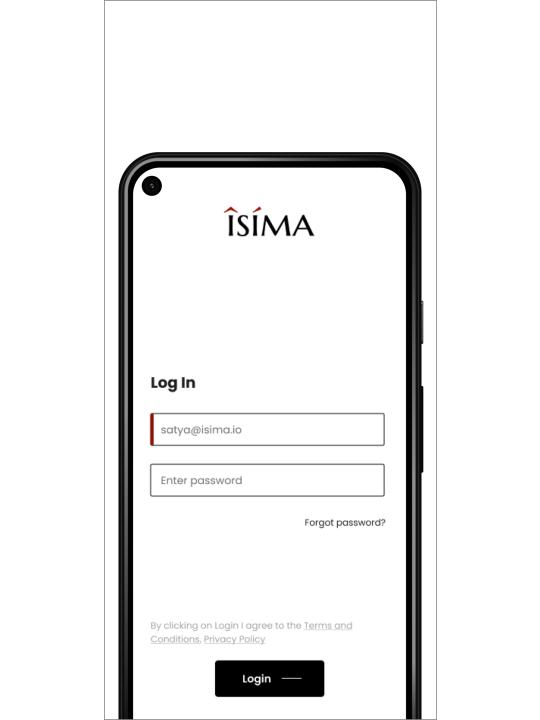 ÎSÍMA
Log In
satya@isima.io
Enter password
Forgot password?
By clicking on Login I agree to the Terms and
Conditions, Privacy Policy
Login